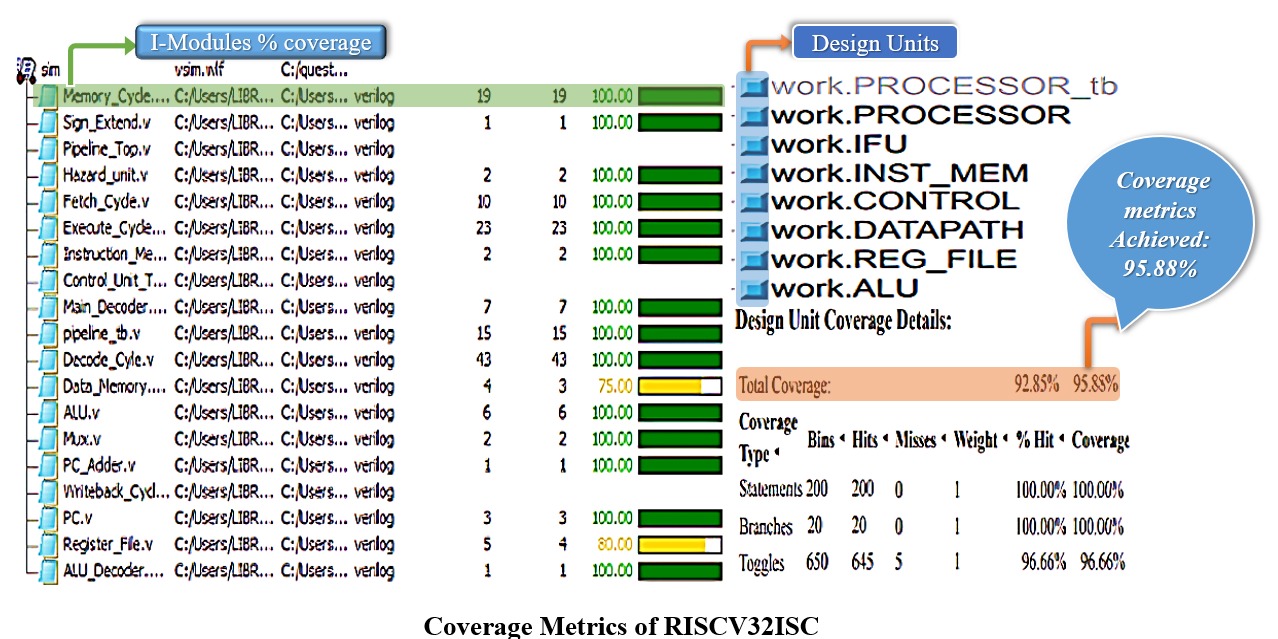 I-Modules % coverage
sim vsim.wlf C:/quest...
Memory_Cycle.... C:/Users/LIBR... C:/Users... verilog 19 19 100.00
Sign_Extend.v C:/Users/LIBR... C:/Users... verilog 1 1 100.00
Pipeline_Top.v C:/Users/LIBR... C:/Users... verilog
Hazard_unit.v C:/Users/LIBR... C:/Users... verilog 2 2 100.00
Fetch_Cycle.v C:/Users/LIBR... C:/Users... verilog 10 10 100.00
Execute_Cycle... C:/Users/LIBR... C:/Users... verilog 23 23 100.00
Instruction_Me... C:/Users/LIBR... C:/Users... verilog 2 2 100.00
Control_Unit_T... C:/Users/LIBR... C:/Users... verilog
Main_Decoder.... C:/Users/LIBR... C:/Users... verilog 7 7 100.00
pipeline_tb.v C:/Users/LIBR... C:/Users... verilog 15 15 100.00
Decode_Cyle.v C:/Users/LIBR... C:/Users... verilog 43 43 100.00
Data_Memory.... C:/Users/LIBR... C:/Users... verilog 4 3 75.00
ALU.v C:/Users/LIBR... C:/Users... verilog 6 6 100.00
Mux.v C:/Users/LIBR... C:/Users... verilog 2 2 100.00
PC_Adder.v C:/Users/LIBR... C:/Users... verilog 1 1 100.00
Writeback_Cycl... C:/Users/LIBR... C:/Users... verilog
PC.v C:/Users/LIBR... C:/Users... verilog 3 3 100.00
Register_File.v C:/Users/LIBR... C:/Users... verilog 5 4 80.00
ALU_Decoder.... C:/Users/LIBR... C:/Users... verilog 1 1 100.00
Design Units
work.PROCESSOR_tb
work.PROCESSOR
work.IFU
work.INST_MEM
work.CONTROL
work.DATAPATH
work.REG_FILE
work.ALU
Coverage
metrics
Achieved:
95.88%
Design Unit Coverage Details:
Total Coverage: 92.85% 95.88%
Coverage Type Bins Hits Misses Weight % Hit Coverage
Statements 200 200 0 1 100.00% 100.00%
Branches 20 20 0 1 100.00% 100.00%
Toggles 650 645 5 1 96.66% 96.66%
Coverage Metrics of RISCV32ISC